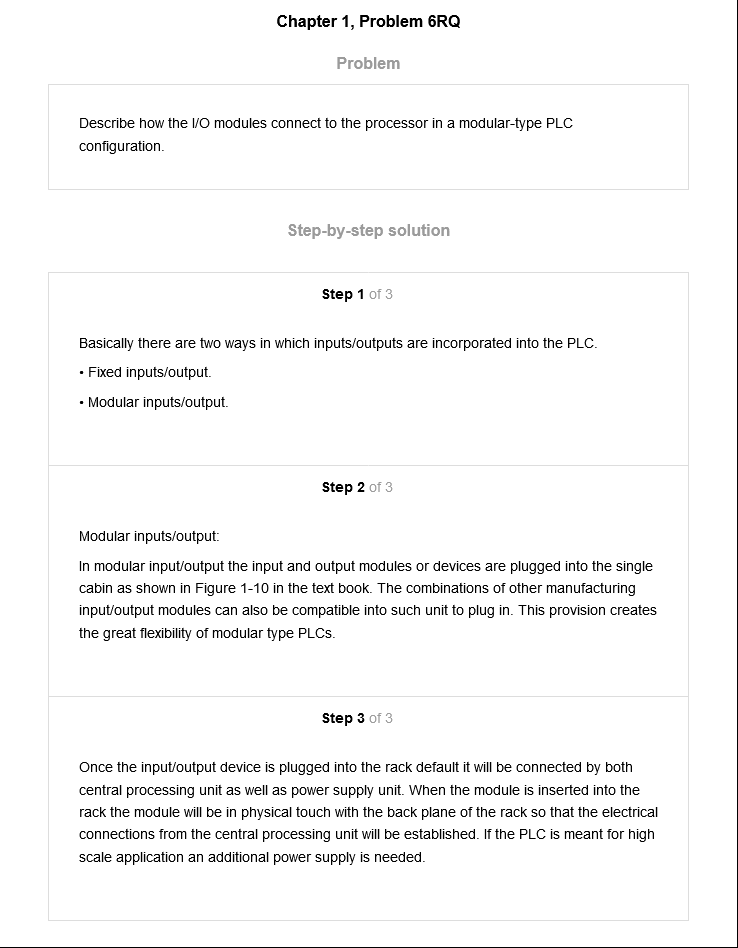 Chapter 1, Problem 6RQ
Problem
Describe how the I/O modules connect to the processor in a modular-type PLC
configuration.
Step-by-step solution
Step 1 of 3
Basically there are two ways in which inputs/outputs are incorporated into the PLC.
• Fixed inputs/output.
• Modular inputs/output.
Step 2 of 3
Modular inputs/output:
In modular input/output the input and output modules or devices are plugged into the single
cabin as shown in Figure 1-10 in the text book. The combinations of other manufacturing
input/output modules can also be compatible into such unit to plug in. This provision creates
the great flexibility of modular type PLCs.
Step 3 of 3
Once the input/output device is plugged into the rack default it will be connected by both
central processing unit as well as power supply unit. When the module is inserted into the
rack the module will be in physical touch with the back plane of the rack so that the electrical
connections from the central processing unit will be established. If the PLC is meant for high
scale application an additional power supply is needed.